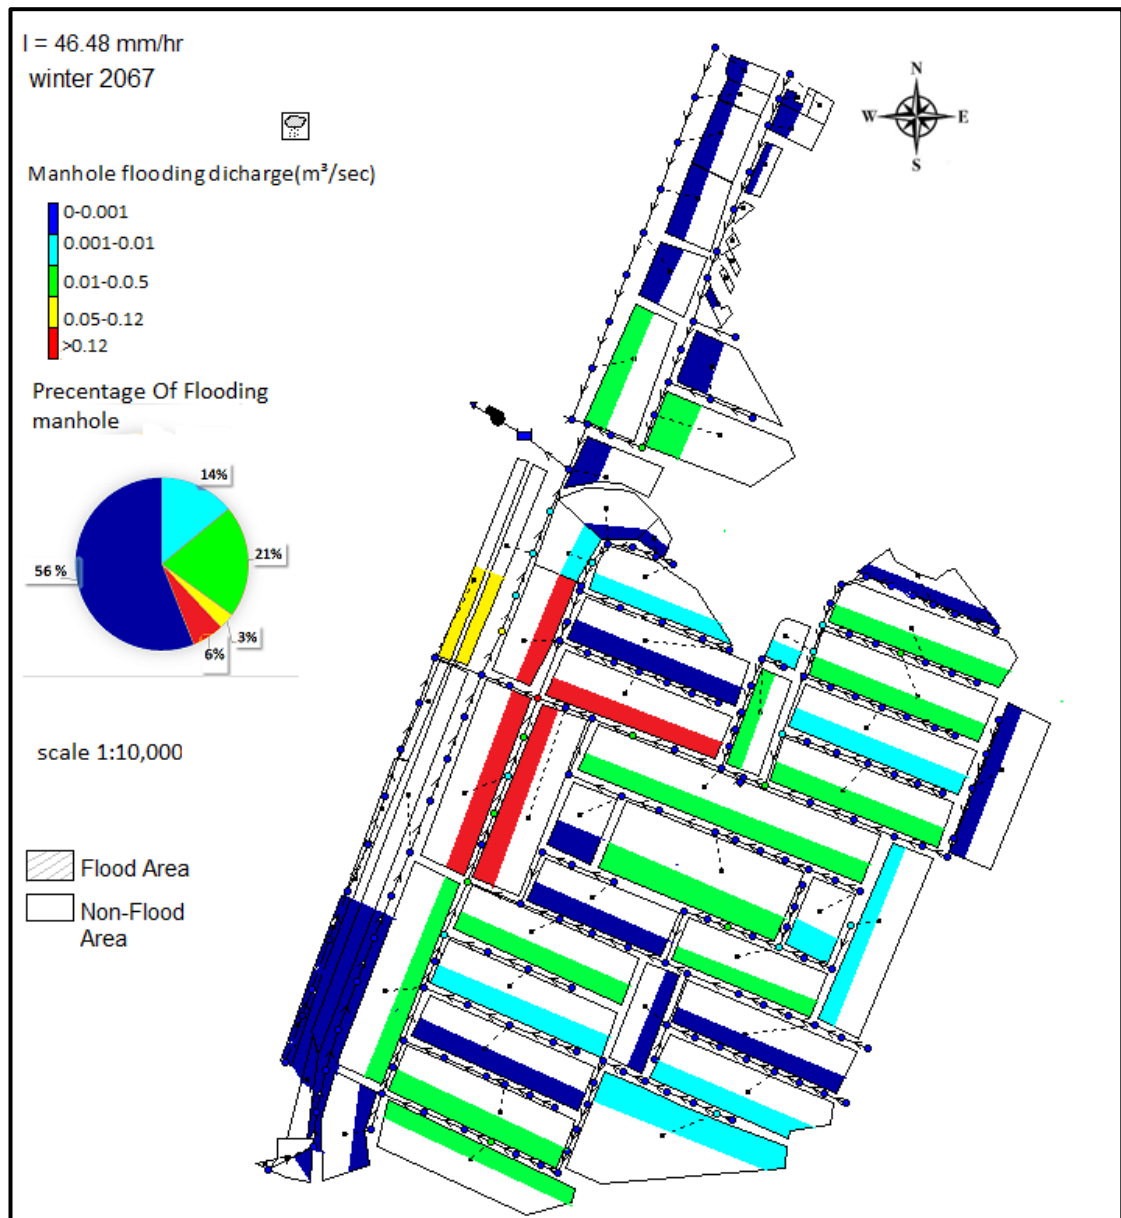 I = 46.48 mm/hr
winter 2067
N
W
E
S
Manhole flooding dicharge(m³/sec)
0-0.001
0.001-0.01
0.01-0.0.5
0.05-0.12
>0.12
Precentage Of Flooding
manhole
14%
21%
56 %
3%
6%
scale 1:10,000
Flood Area
Non-Flood
Area